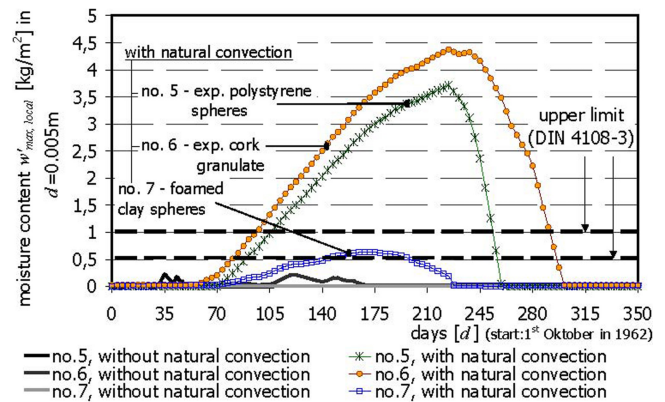 moisture content w'max, local [kg/m²] in
d =0.005m
5
4,5
4
3,5
3
2,5
2
1,5
1
0,5
0
with natural convection
no. 5 - exp. polystyrene
spheres
no. 6 - exp. cork
granulate
no. 7 - foamed
clay spheres
upper limit
(DIN 4108-3)
0 35 70 105 140 175 210 245 280 315 350
days [d] (start:1st Oktober in 1962)
no.5, without natural convection
no.6, without natural convection
no.7, without natural convection
no.5, with natural convection
no.6, with natural convection
no.7, with natural convection